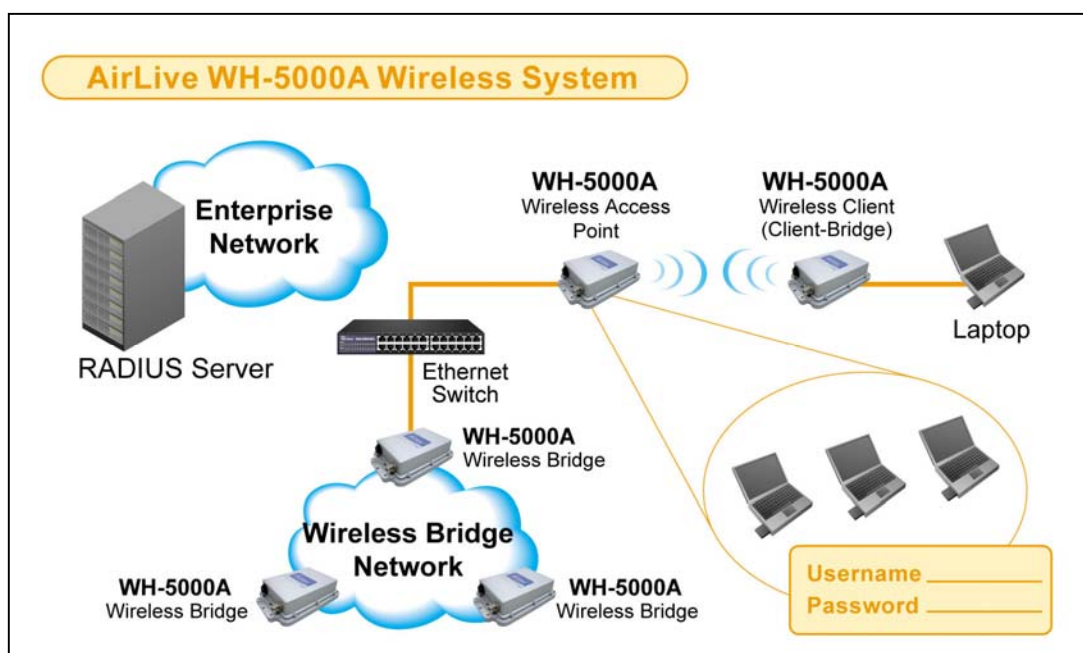 AirLive WH-5000A Wireless System
Enterprise
Network
RADIUS Server
WH-5000A
Wireless Access
Point
WH-5000A
Wireless Client
(Client-Bridge)
Laptop
Ethernet
Switch
WH-5000A
Wireless Bridge
Wireless Bridge
Network
WH-5000A
Wireless Bridge
WH-5000A
Wireless Bridge
Username
Password